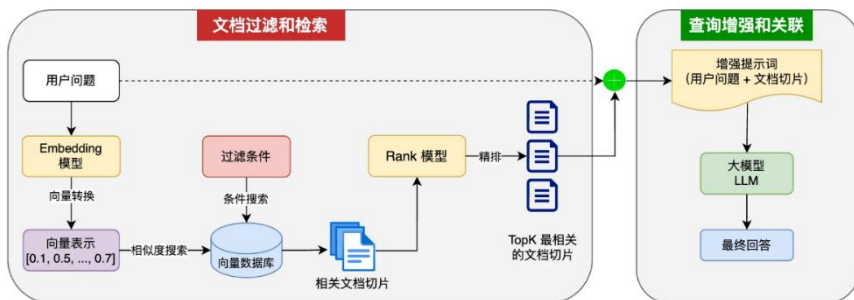 文档过滤和检索
查询增强和关联
用户问题
增强提示词
(用户问题 + 文档切片)
Embedding
模型
过滤条件
Rank 模型
精排
大模型
LLM
向量转换
条件搜索
向量表示
[0.1, 0.5, ..., 0.7]
相似度搜索
向量数据库
相关文档切片
TopK 最相关
的文档切片
最终回答